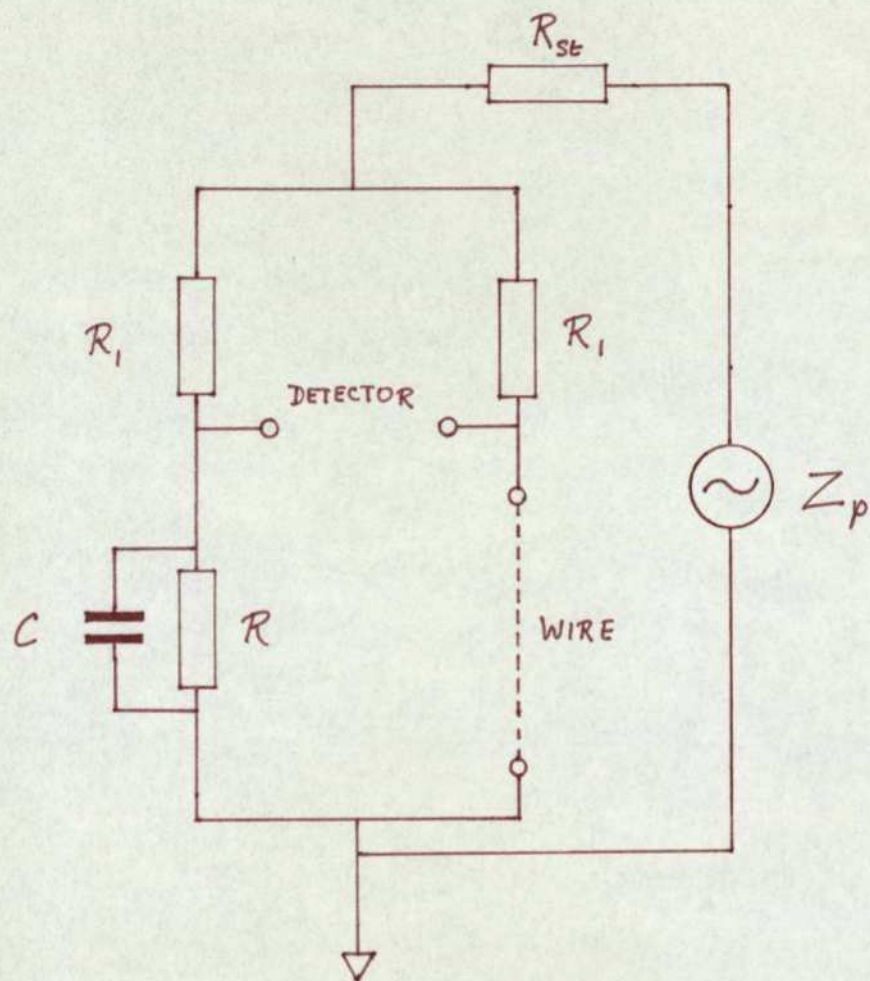 R_St
R_1
R_1
DETECTOR
Z_p
C
R
WIRE